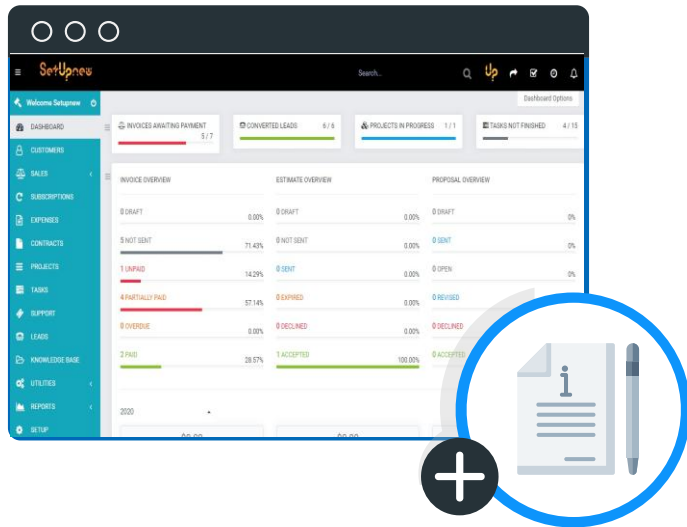 SetUpnew
Search...
Up
Welcome Setupnew
Dashboard Options
DASHBOARD
CUSTOMERS
SALES
SUBSCRIPTIONS
EXPENSES
CONTRACTS
PROJECTS
TASKS
SUPPORT
LEADS
KNOWLEDGE BASE
UTILITIES
REPORTS
SETUP
INVOICES AWAITING PAYMENT
5 / 7
CONVERTED LEADS 6 / 6
PROJECTS IN PROGRESS 1 / 1
TASKS NOT FINISHED 4 / 15
INVOICE OVERVIEW
0 DRAFT 0.00%
5 NOT SENT 71.43%
1 UNPAID 14.29%
4 PARTIALLY PAID 57.14%
0 OVERDUE 0.00%
2 PAID 28.57%
ESTIMATE OVERVIEW
0 DRAFT 0.00%
0 NOT SENT 0.00%
0 SENT 0.00%
0 EXPIRED 0.00%
0 DECLINED 0.00%
1 ACCEPTED 100.00%
PROPOSAL OVERVIEW
0 DRAFT 0%
0 SENT 0%
0 OPEN 0%
0 REVISED
0 DECLINED
0 ACCEPTED
2020
i